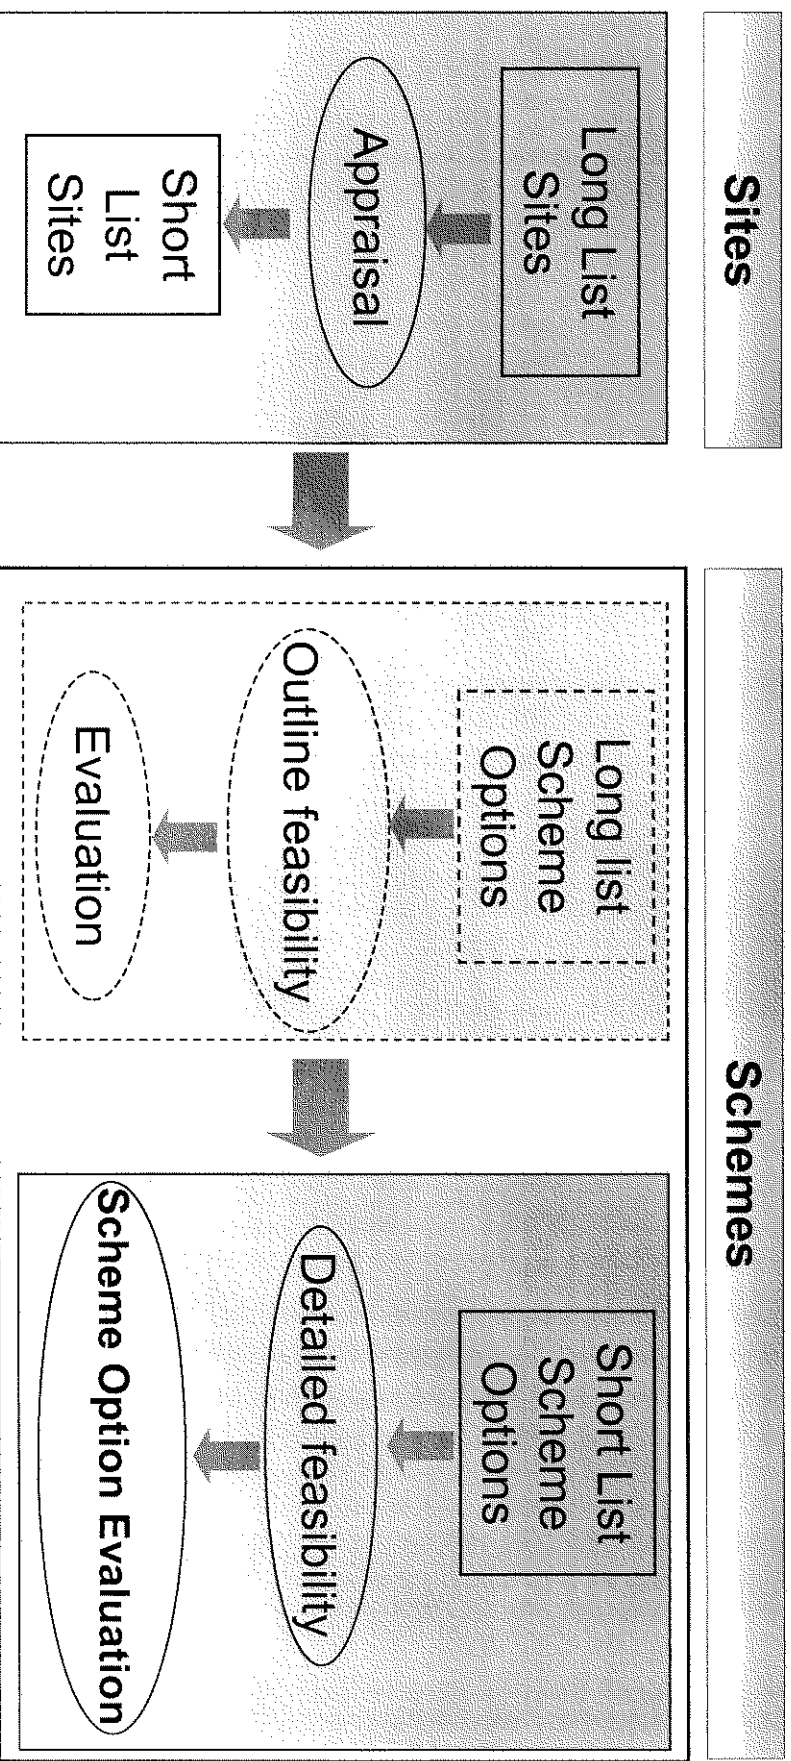 Sites
Long List
Sites
Appraisal
Short
List
Sites
Schemes
Long list
Scheme
Options
Outline feasibility
Evaluation
Short List
Scheme
Options
Detailed feasibility
Scheme Option Evaluation